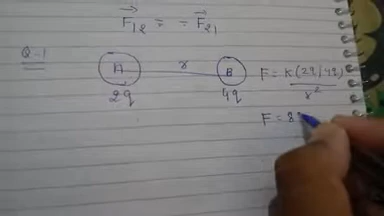 F₁₂ = - F₂₁
Q-1
A r B F = K(2q)(4q)
r²
2q 4q
F = 8